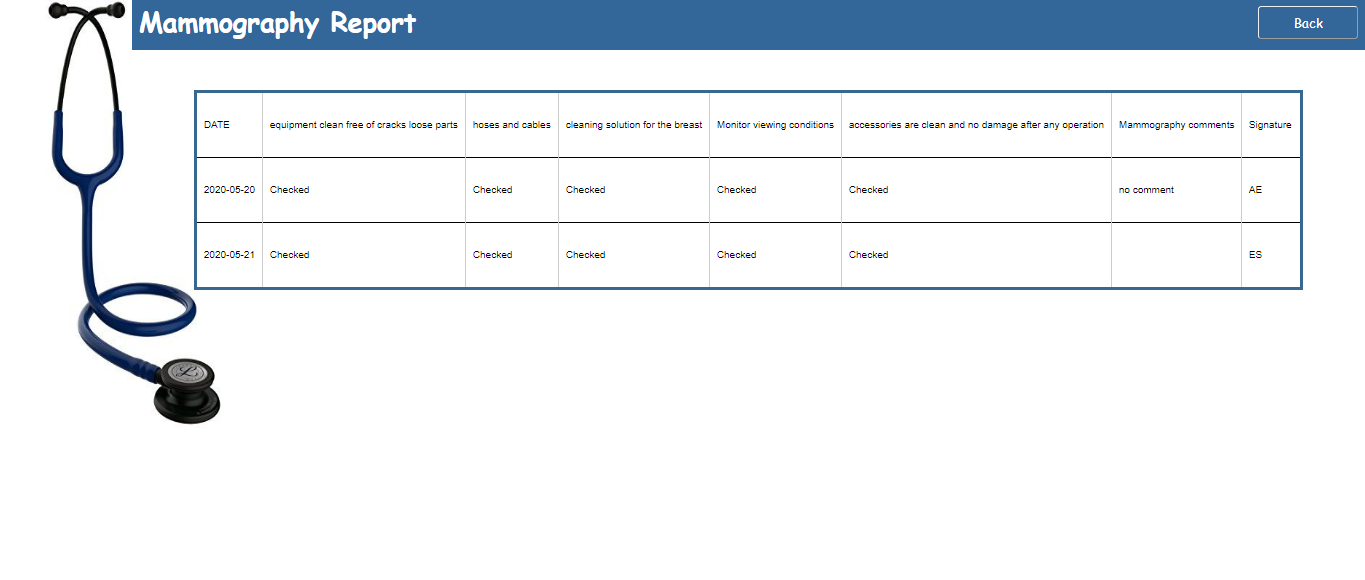 Mammography Report
Back
DATE equipment clean free of cracks loose parts hoses and cables cleaning solution for the breast Monitor viewing conditions accessories are clean and no damage after any operation Mammography comments Signature
2020-05-20 Checked Checked Checked Checked Checked no comment AE
2020-05-21 Checked Checked Checked Checked Checked ES